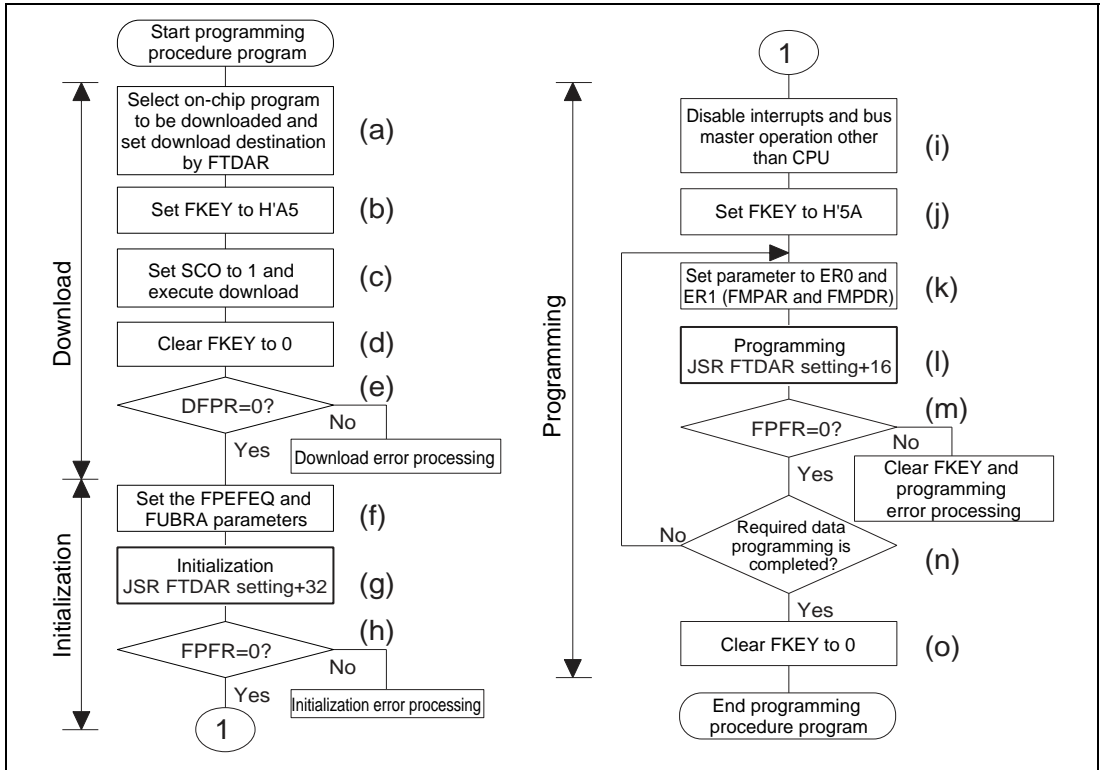 Start programming
procedure program
Download
Select on-chip program
to be downloaded and
set download destination
by FTDAR
(a)
Set FKEY to H'A5
(b)
Set SCO to 1 and
execute download
(c)
Clear FKEY to 0
(d)
DFPR=0?
(e)
No
Yes
Download error processing
Initialization
Set the FPEFEQ and
FUBRA parameters
(f)
Initialization
JSR FTDAR setting+32
(g)
FPFR=0?
(h)
No
Yes
Initialization error processing
1
1
Programming
Disable interrupts and bus
master operation other
than CPU
(i)
Set FKEY to H'5A
(j)
Set parameter to ER0 and
ER1 (FMPAR and FMPDR)
(k)
Programming
JSR FTDAR setting+16
(l)
FPFR=0?
(m)
No
Yes
Clear FKEY and
programming
error processing
Required data
programming is
completed?
(n)
No
Yes
Clear FKEY to 0
(o)
End programming
procedure program